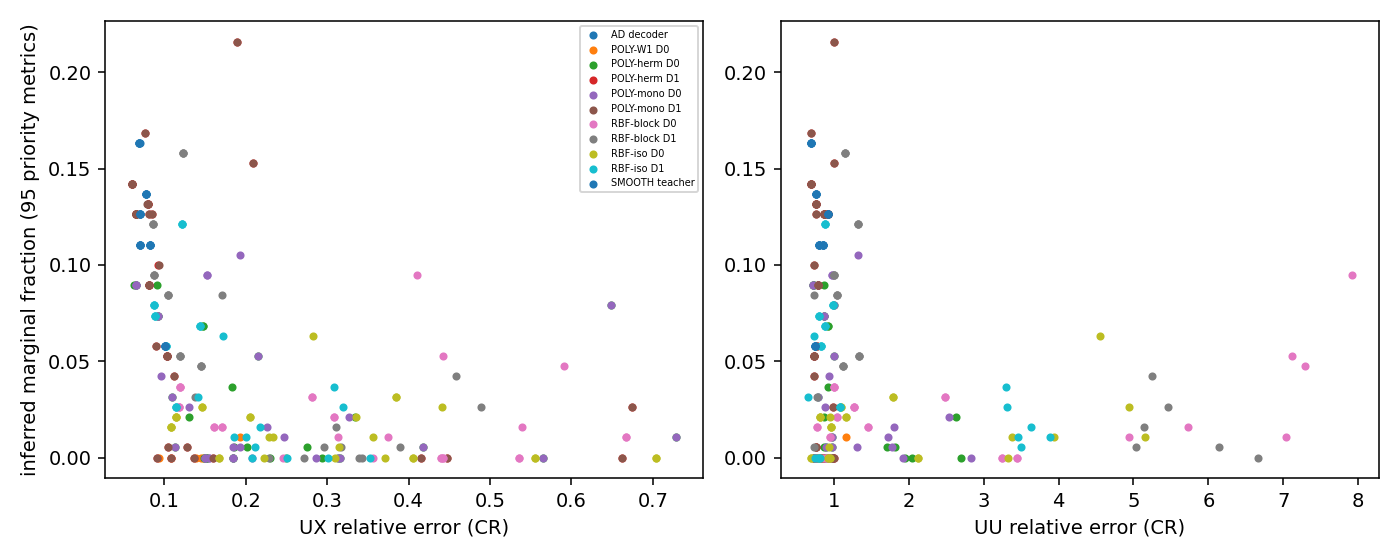 inferred marginal fraction (95 priority metrics)
0.20
0.15
0.10
0.05
0.00
AD decoder
POLY-W1 D0
POLY-herm D0
POLY-herm D1
POLY-mono D0
POLY-mono D1
RBF-block D0
RBF-block D1
RBF-iso D0
RBF-iso D1
SMOOTH teacher
0.1 0.2 0.3 0.4 0.5 0.6 0.7
UX relative error (CR)
0.20
0.15
0.10
0.05
0.00
1 2 3 4 5 6 7 8
UU relative error (CR)